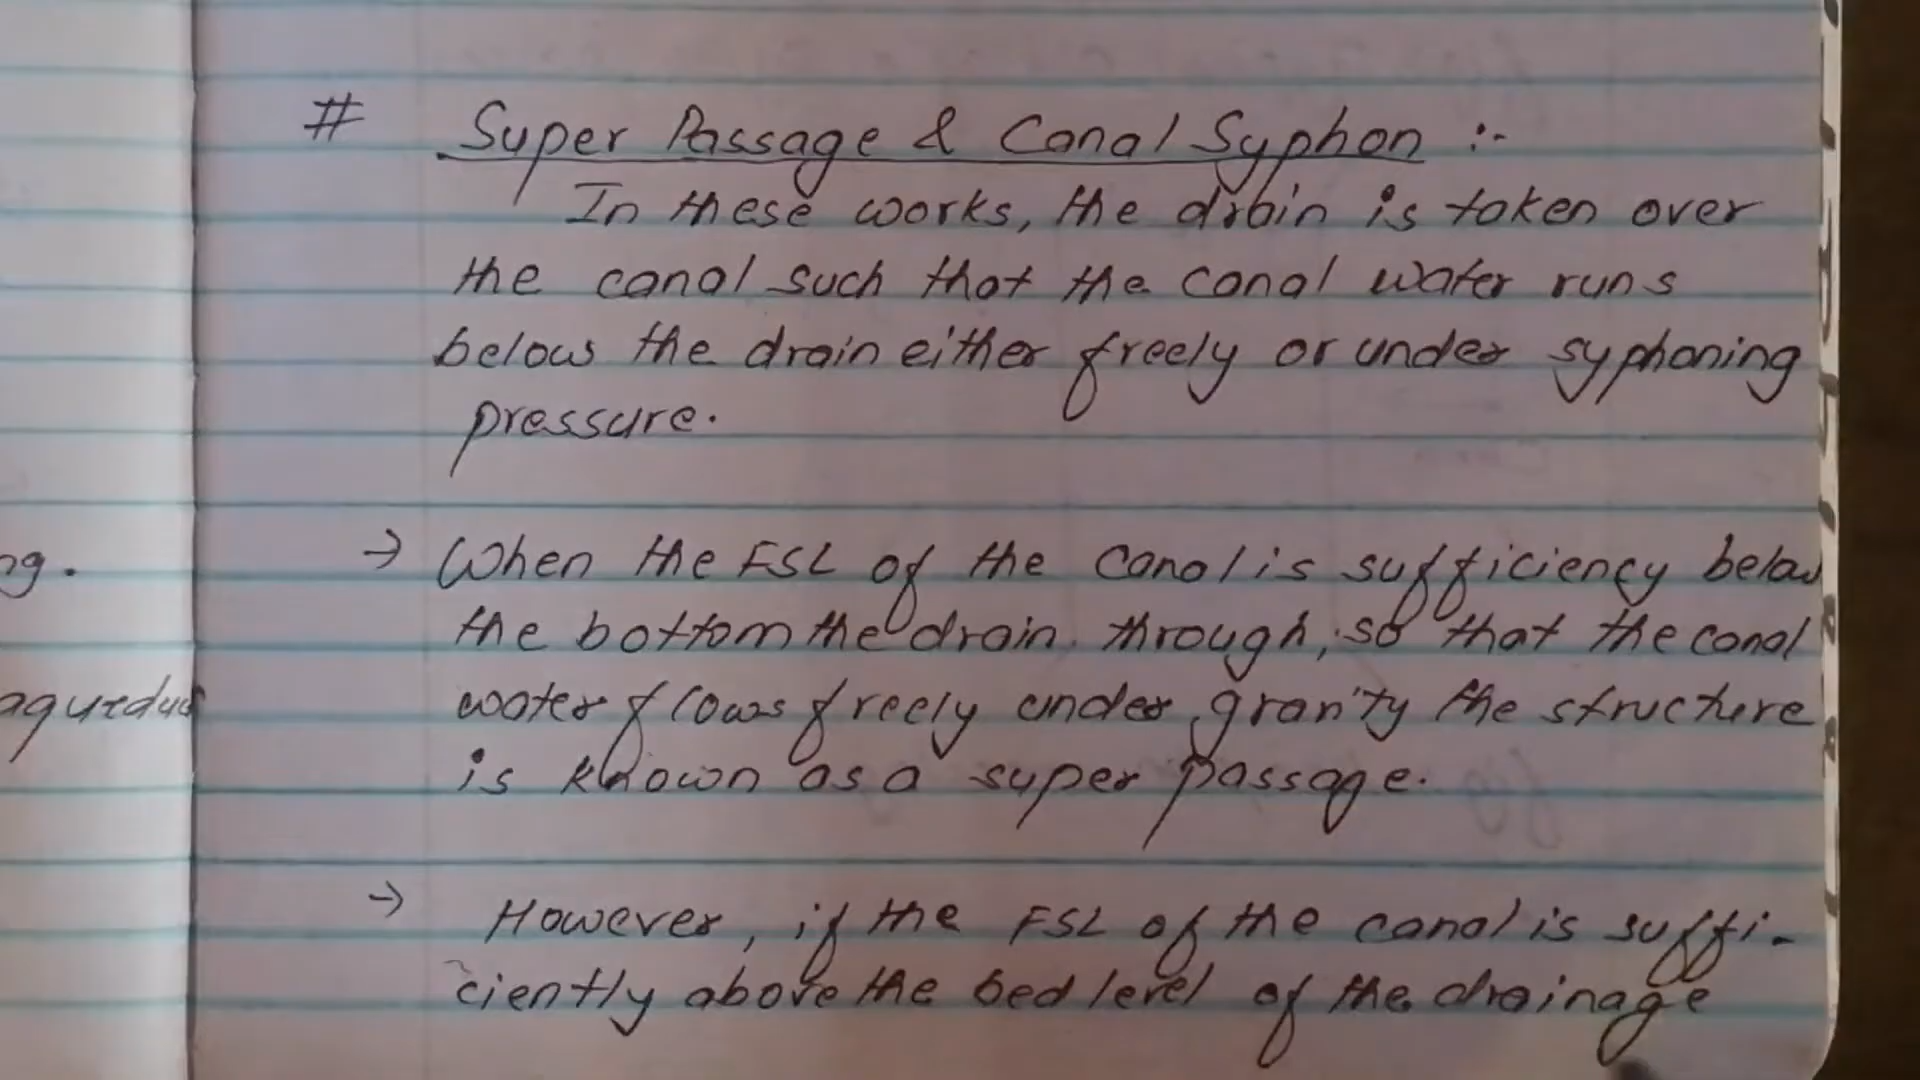 # Super Passage & Canal Syphon :-
In these works, the drain is taken over
the canal such that the canal water runs
below the drain either freely or under syphoning
pressure.
ng.
→ When the FSL of the canal is sufficiency below
the bottom the drain through, so that the canal
aqueduct
water flows freely under gravity the structure
is known as a super passage.
→ However, if the FSL of the canal is suffi-
ciently above the bed level of the drainage